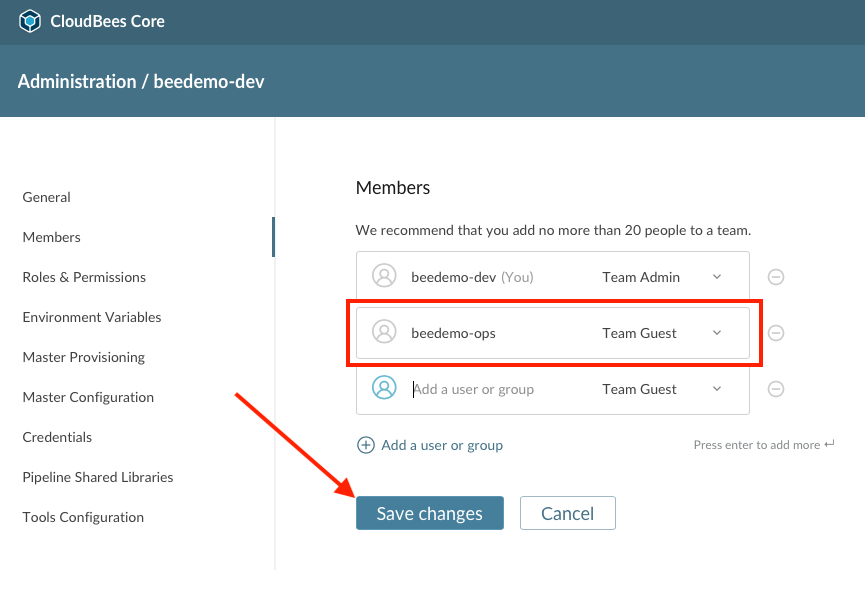 CloudBees Core
Administration / beedemo-dev
General
Members
Roles & Permissions
Environment Variables
Master Provisioning
Master Configuration
Credentials
Pipeline Shared Libraries
Tools Configuration
Members
We recommend that you add no more than 20 people to a team.
beedemo-dev (You) Team Admin
beedemo-ops Team Guest
Add a user or group Team Guest
Add a user or group Press enter to add more ↵
Save changes Cancel